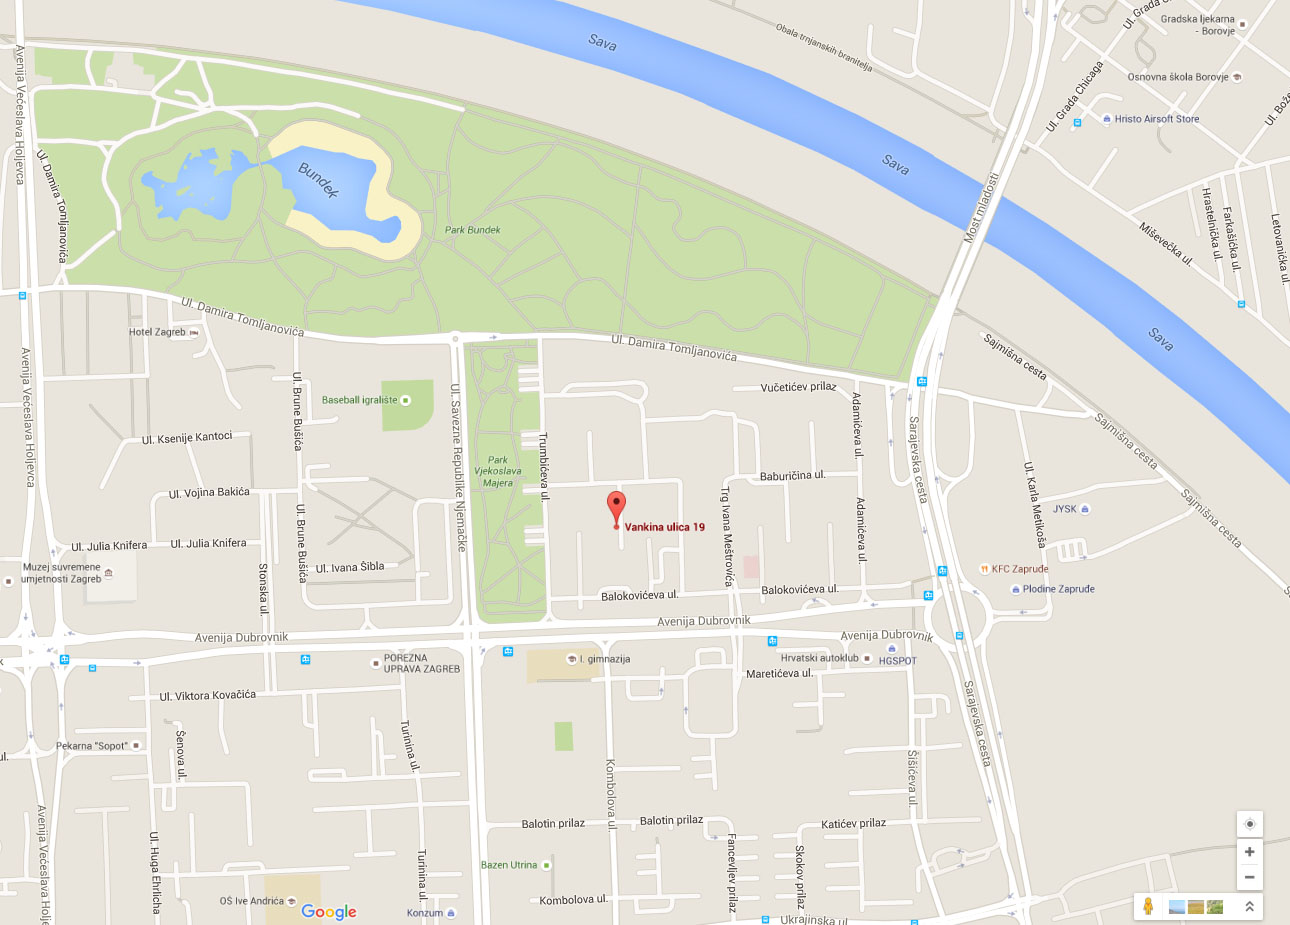 Ul. Grada Chicaga
Gradska ljekarna
- Borovje
Sava
Obala trnjanskih branitelja
Avenija Većeslava Holjevca
Osnovna škola Borovje
Ul. Grada Chicaga
Ul. Bože
Hristo Airsoft Store
Sava
Ul. Damira Tomljanovića
Bundek
Most mladosti
Hrastelnička ul.
Farkašićka ul.
Letovanička ul.
Park Bundek
Miševečka ul.
Ul. Damira Tomljanovića
Hotel Zagreb
Sava
Ul. Damira Tomljanovića
Sajmišna cesta
Avenija Većeslava Holjevca
Ul. Brune Bušića
Baseball igralište
Ul. Savezne Republike Njemačke
Vučetićev prilaz
Adamićeva ul.
Sarajevska cesta
Sajmišna cesta
Ul. Ksenije Kantoci
Trumbićeva ul.
Park
Vjekoslava
Majera
Baburičina ul.
Ul. Karla Metikoša
Ul. Vojina Bakića
Trg Ivana Meštrovića
Adamićeva ul.
Sajmišna cesta
JYSK
Vankina ulica 19
Ul. Brune Bušića
Ul. Julia Knifera
Ul. Julia Knifera
Muzej suvremene
umjetnosti Zagreb
Ul. Ivana Šibla
Stonska ul.
KFC Zapruđe
Plodine Zapruđe
Balokovićeva ul.
Balokovićeva ul.
Avenija Dubrovnik
Avenija Dubrovnik
Avenija Dubrovnik
POREZNA
UPRAVA ZAGREB
I. gimnazija
Hrvatski autoklub
HGSPOT
Maretićeva ul.
Ul. Viktora Kovačića
Sarajevska cesta
Turinina ul.
Šenova ul.
ul.
Pekarna "Sopot"
Kombolova ul.
Šišićeva ul.
Avenija Većeslava Holj
Ul. Huga Ehrlicha
Balotin prilaz
Balotin prilaz
Katićev prilaz
Turinina ul.
Fancevljev prilaz
Skokov prilaz
Bazen Utrina
OŠ Ive Andrića
Google
Konzum
Kombolova ul.
Ukrajinska ul